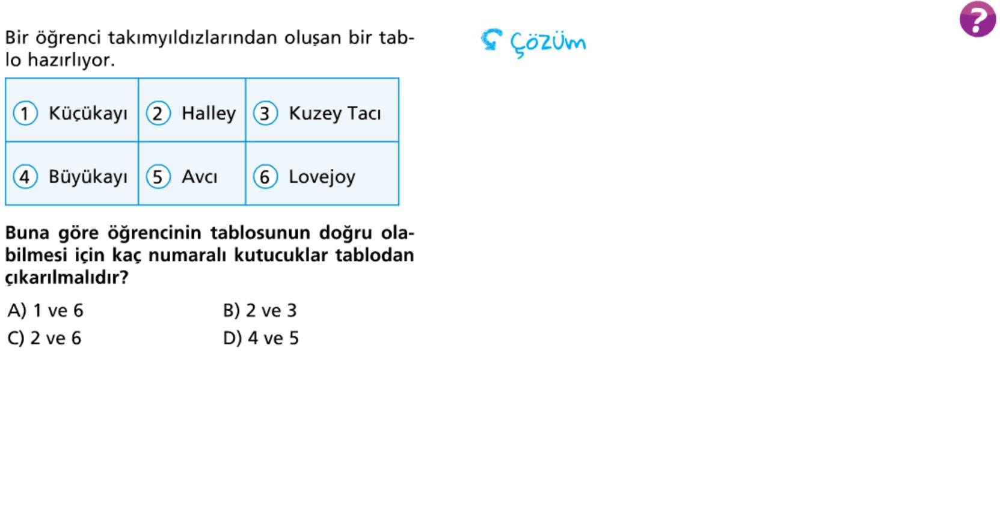 ?
Bir öğrenci takımyıldızlarından oluşan bir tab-
lo hazırlıyor.
Çözüm
1 Küçükayı 2 Halley 3 Kuzey Tacı
4 Büyükayı 5 Avcı 6 Lovejoy
Buna göre öğrencinin tablosunun doğru ola-
bilmesi için kaç numaralı kutucuklar tablodan
çıkarılmalıdır?
A) 1 ve 6 B) 2 ve 3
C) 2 ve 6 D) 4 ve 5